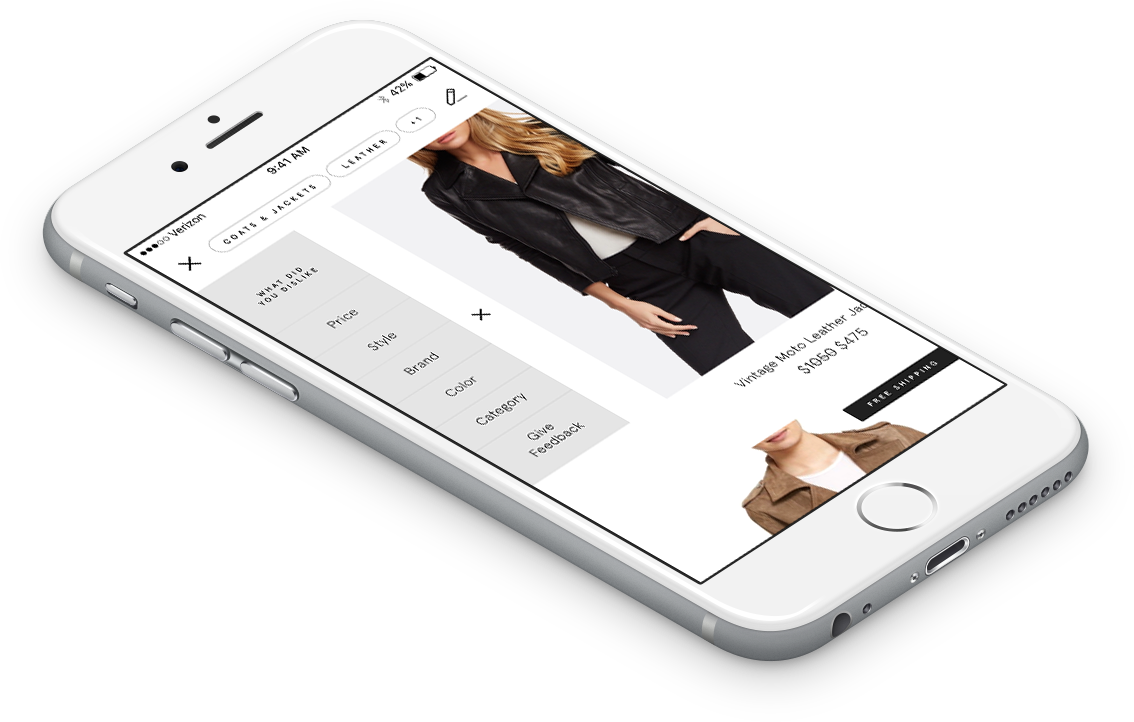 Verizon
9:41 AM
42%
COATS & JACKETS
LEATHER
+1
WHAT DID
YOU DISLIKE
Price
Style
Brand
Color
Category
Give
Feedback
Vintage Moto Leather Jac
$1050 $475
FREE SHIPPING